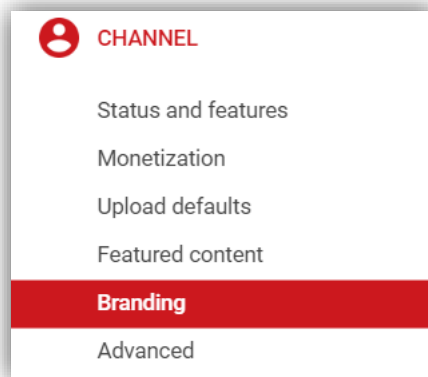 CHANNEL
Status and features
Monetization
Upload defaults
Featured content
Branding
Advanced